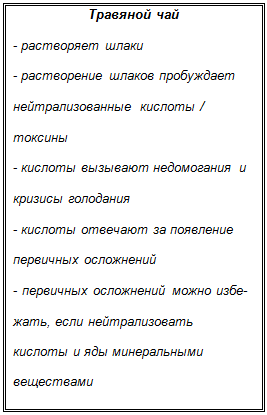 Травяной чай
- растворяет шлаки
- растворение шлаков пробуждает
нейтрализованные кислоты /
токсины
- кислоты вызывают недомогания и
кризисы голодания
- кислоты отвечают за появление
первичных осложнений
- первичных осложнений можно избе-
жать, если нейтрализовать
кислоты и яды минеральными
веществами